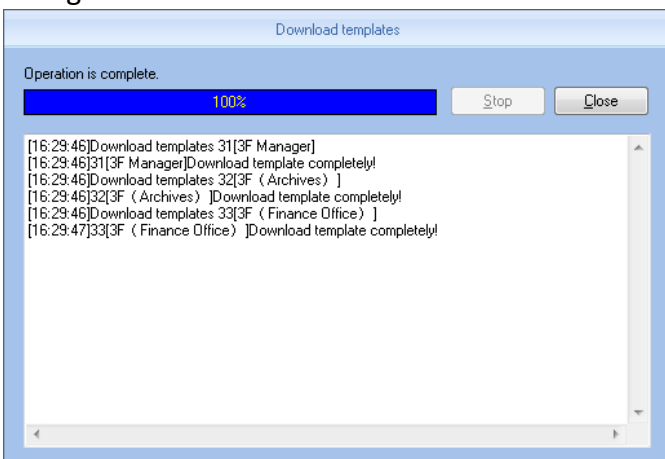 Download templates
Operation is complete.
100%
Stop
Close
[16:29:46]Download templates 31[3F Manager]
[16:29:46]31[3F Manager]Download template completely!
[16:29:46]Download templates 32[3F（Archives）]
[16:29:46]32[3F（Archives）]Download template completely!
[16:29:46]Download templates 33[3F（Finance Office）]
[16:29:47]33[3F（Finance Office）]Download template completely!